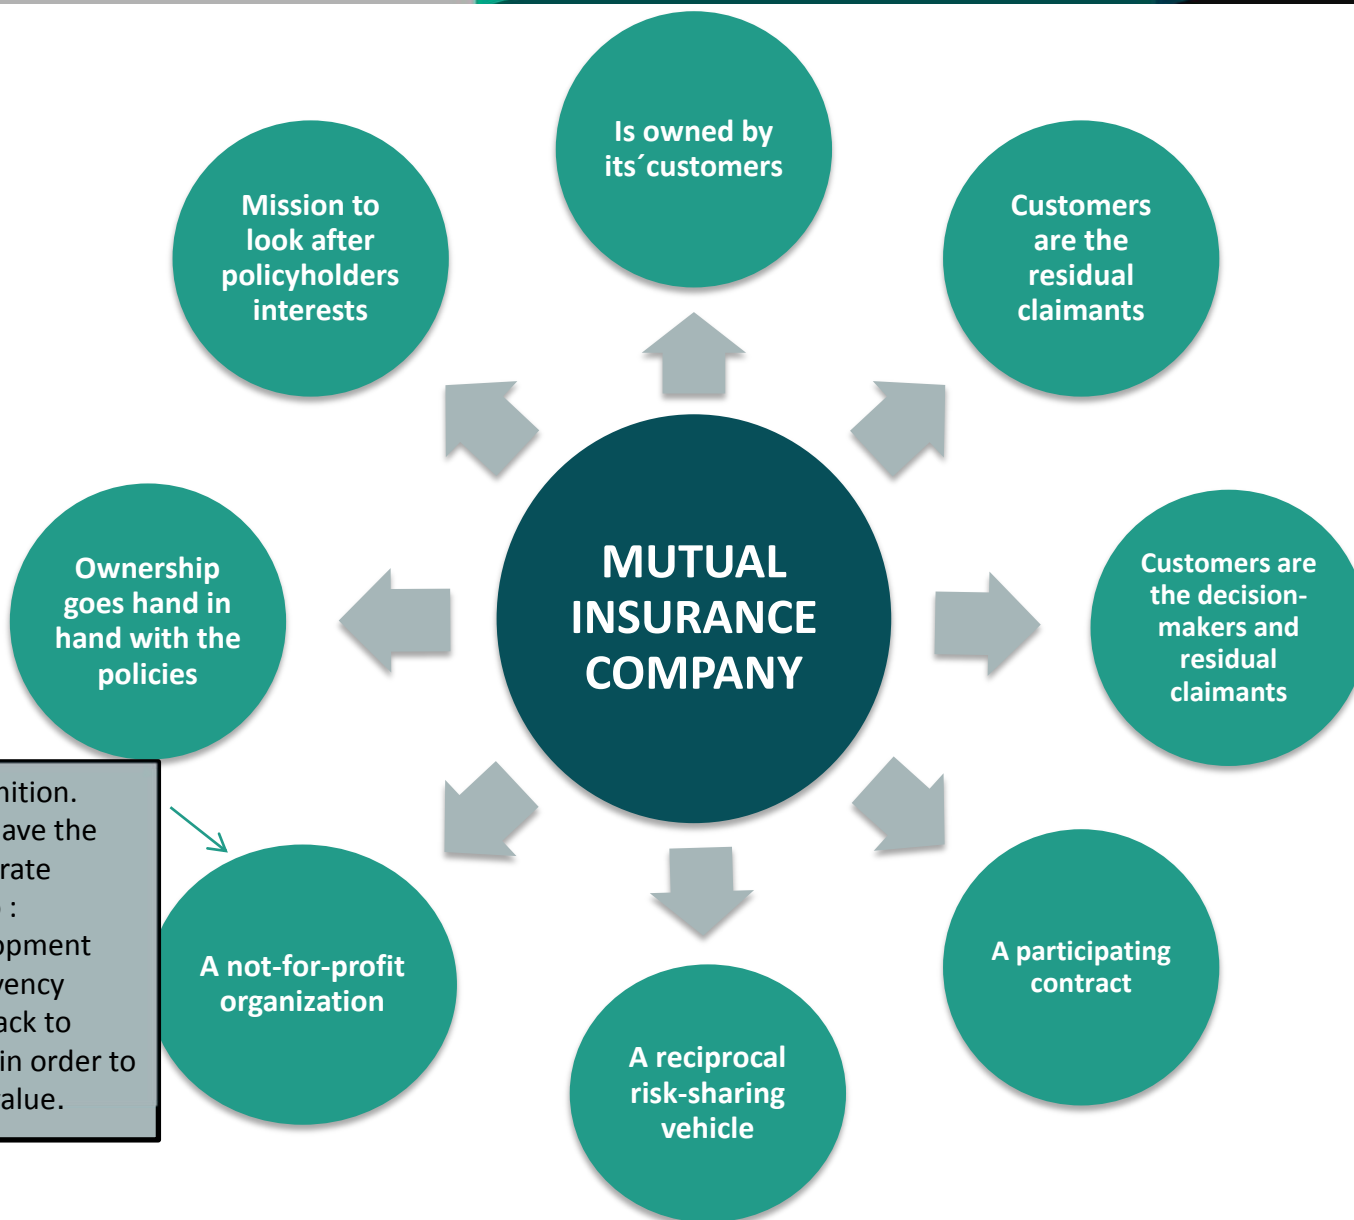 Is owned by
its´customers
Mission to
look after
policyholders
interests
Customers
are the
residual
claimants
MUTUAL
INSURANCE
COMPANY
Ownership
goes hand in
hand with the
policies
Customers are
the decision-
makers and
residual
claimants
the
:
in order to
A not-for-profit
organization
A participating
contract
A reciprocal
risk-sharing
vehicle